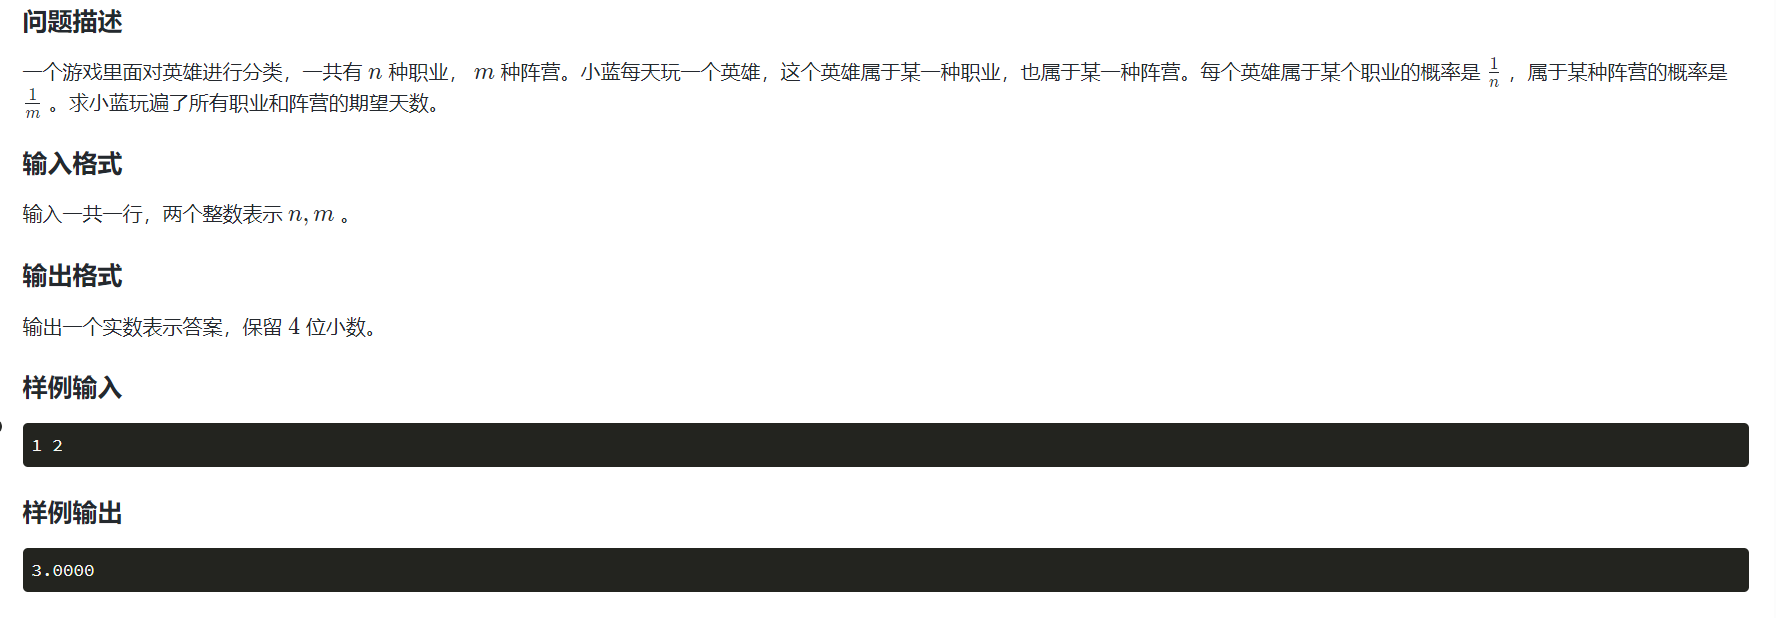 问题描述
一个游戏里面对英雄进行分类，一共有 n 种职业， m 种阵营。小蓝每天玩一个英雄，这个英雄属于某一种职业，也属于某一种阵营。每个英雄属于某个职业的概率是 1/n ，属于某种阵营的概率是
1/m 。求小蓝玩遍了所有职业和阵营的期望天数。
输入格式
输入一共一行，两个整数表示 n, m 。
输出格式
输出一个实数表示答案，保留 4 位小数。
样例输入
1 2
样例输出
3.0000